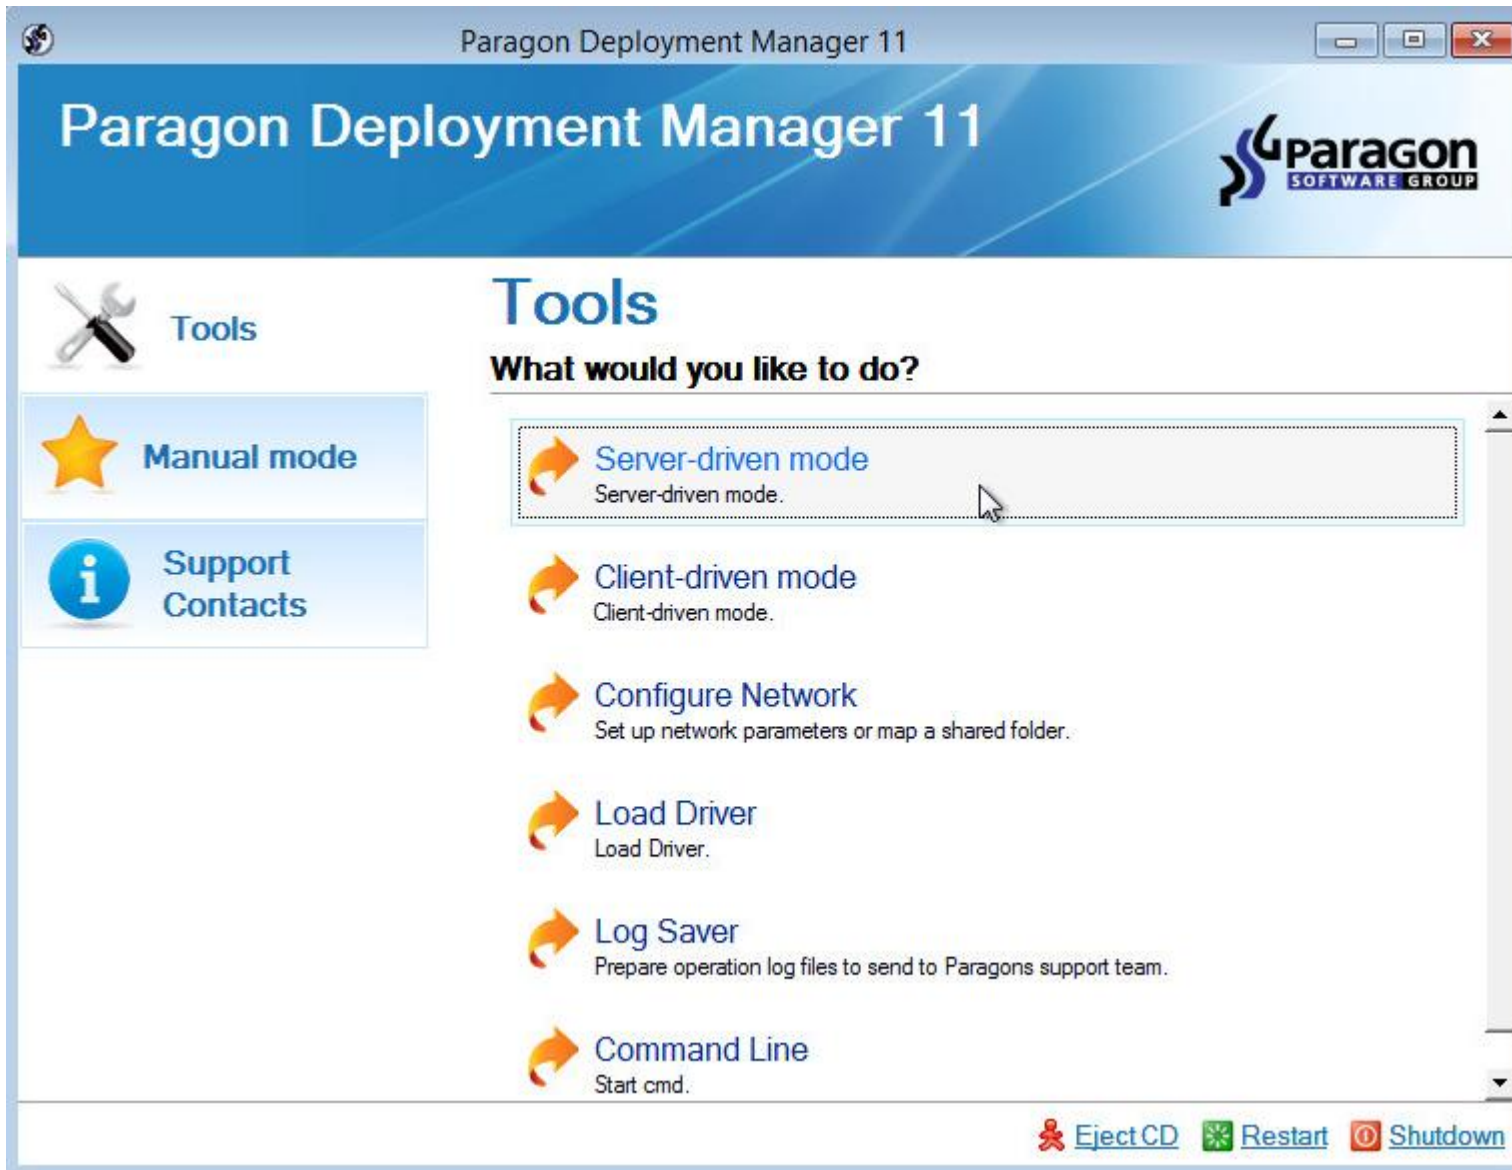 Paragon Deployment Manager 11
Paragon Deployment Manager 11
Paragon
SOFTWARE GROUP
Tools
Manual mode
Support
Contacts
Tools
What would you like to do?
Server-driven mode
Server-driven mode.
Client-driven mode
Client-driven mode.
Configure Network
Set up network parameters or map a shared folder.
Load Driver
Load Driver.
Log Saver
Prepare operation log files to send to Paragons support team.
Command Line
Start cmd.
Eject CD Restart Shutdown